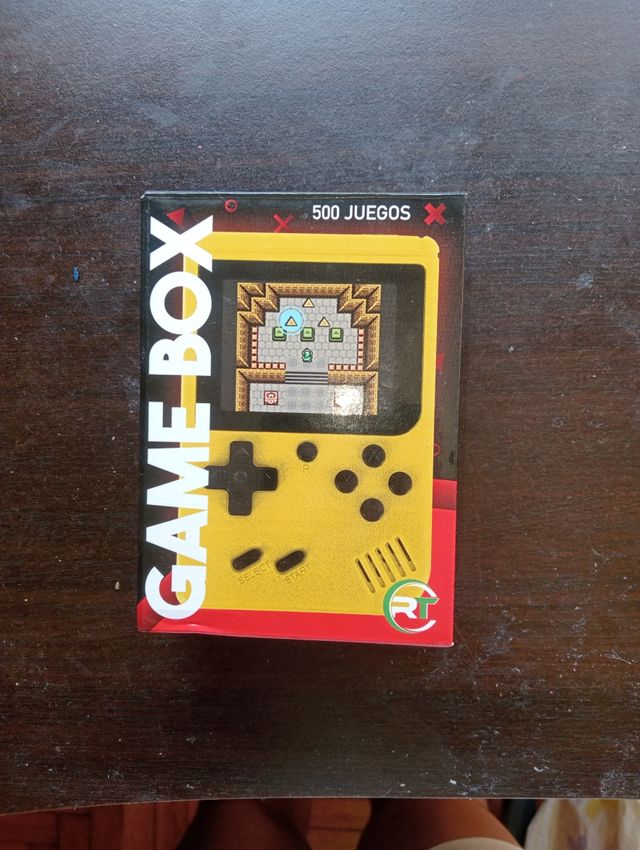 500 JUEGOS
GAME BOX
R
X
Y
SELECT
START
RT